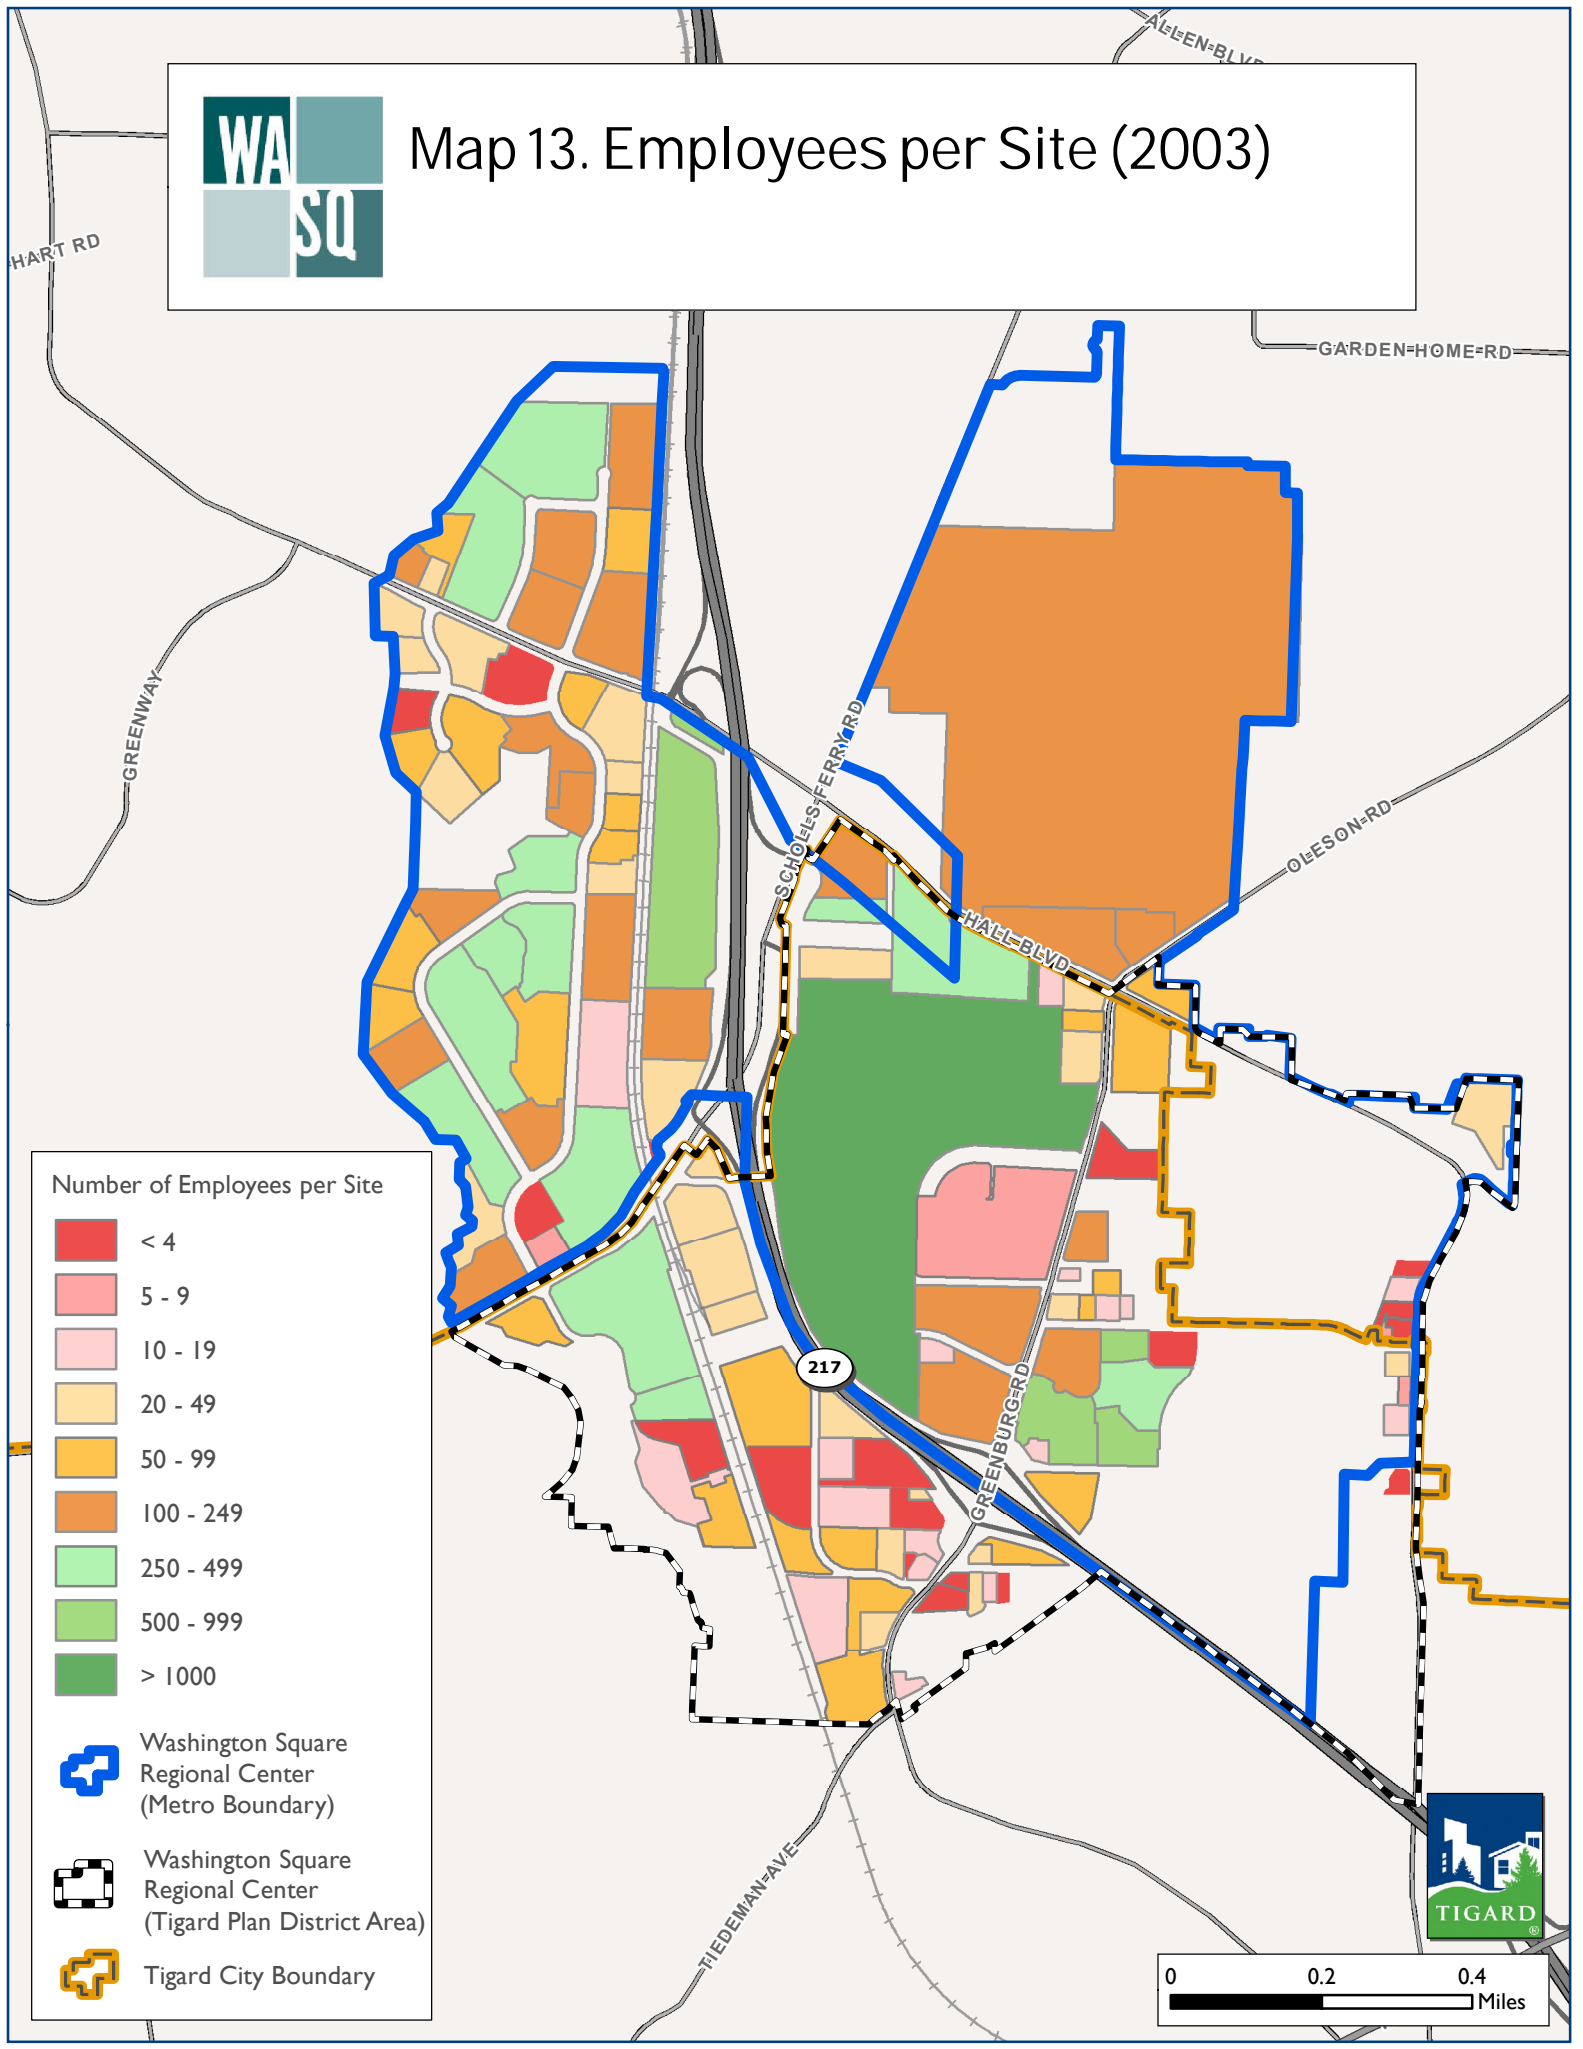 ALLEN BLVD
WA
SQ
Map 13. Employees per Site (2003)
HART RD
GARDEN HOME RD
GREENWAY
SCHOLLS FERRY RD
OLESON RD
HALL BLVD
217
GREENBURG RD
TIEDEMAN AVE
Number of Employees per Site
< 4
5 - 9
10 - 19
20 - 49
50 - 99
100 - 249
250 - 499
500 - 999
> 1000
Washington Square
Regional Center
(Metro Boundary)
Washington Square
Regional Center
(Tigard Plan District Area)
Tigard City Boundary
TIGARD
®
0 0.2 0.4
Miles